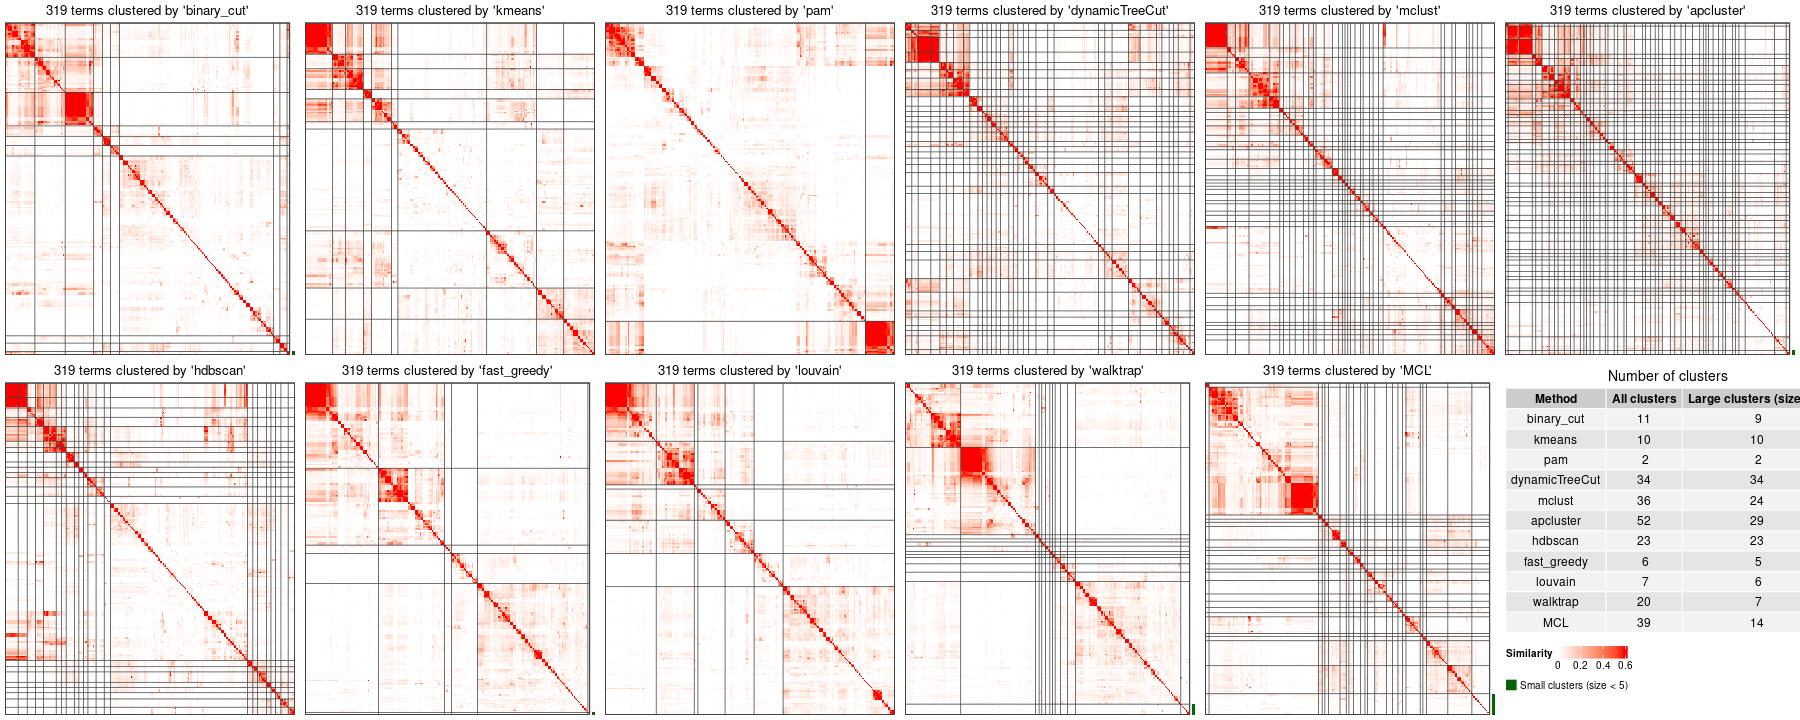 319 terms clustered by 'binary_cut'
319 terms clustered by 'kmeans'
319 terms clustered by 'pam'
319 terms clustered by 'dynamicTreeCut'
319 terms clustered by 'mclust'
319 terms clustered by 'apcluster'
319 terms clustered by 'hdbscan'
319 terms clustered by 'fast_greedy'
319 terms clustered by 'louvain'
319 terms clustered by 'walktrap'
319 terms clustered by 'MCL'
Number of clusters
Method All clusters Large clusters (size
binary_cut 11 9
kmeans 10 10
pam 2 2
dynamicTreeCut 34 34
mclust 36 24
apcluster 52 29
hdbscan 23 23
fast_greedy 6 5
louvain 7 6
walktrap 20 7
MCL 39 14
Similarity
0 0.2 0.4 0.6
Small clusters (size < 5)